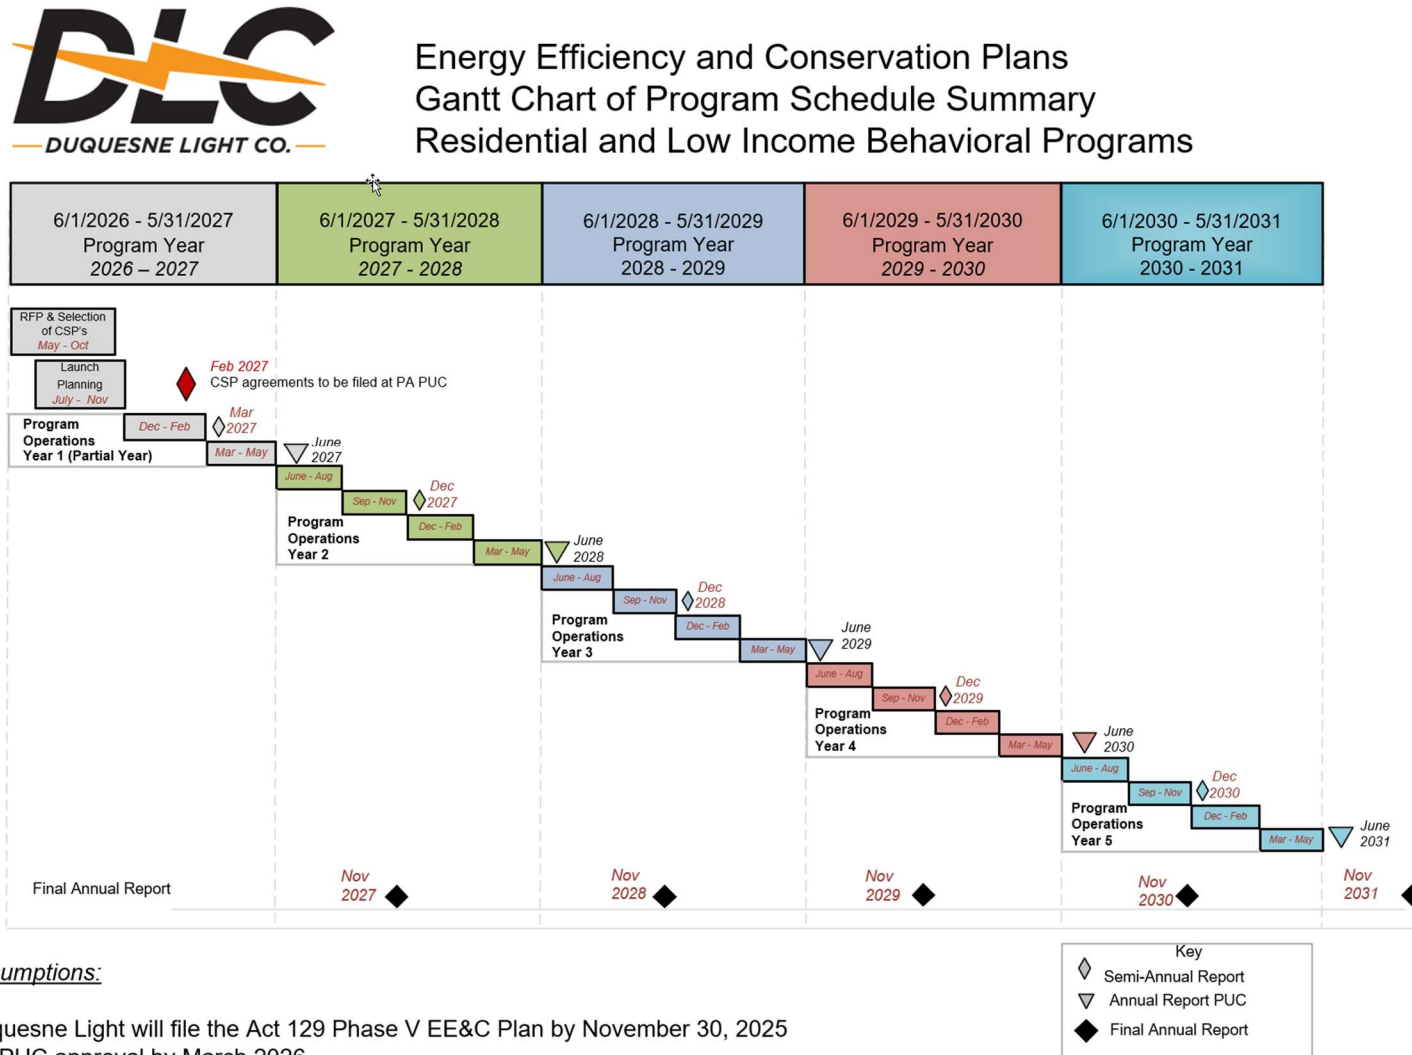 DLC
DUQUESNE LIGHT CO.
Energy Efficiency and Conservation Plans
Gantt Chart of Program Schedule Summary
Residential and Low Income Behavioral Programs
6/1/2026 - 5/31/2027
Program Year
2026 – 2027
6/1/2027 - 5/31/2028
Program Year
2027 - 2028
6/1/2028 - 5/31/2029
Program Year
2028 - 2029
6/1/2029 - 5/31/2030
Program Year
2029 - 2030
6/1/2030 - 5/31/2031
Program Year
2030 - 2031
RFP & Selection
of CSP's
May - Oct
Launch
Planning
July - Nov
Feb 2027
CSP agreements to be filed at PA PUC
Program
Operations
Year 1 (Partial Year)
Dec - Feb
Mar
2027
Mar - May
June
2027
June - Aug
Sep - Nov
Dec
2027
Program
Operations
Year 2
Dec - Feb
Mar - May
June
2028
June - Aug
Sep - Nov
Dec
2028
Program
Operations
Year 3
Dec - Feb
Mar - May
June
2029
June - Aug
Sep - Nov
Dec
2029
Program
Operations
Year 4
Dec - Feb
Mar - May
June
2030
June - Aug
Sep - Nov
Dec
2030
Program
Operations
Year 5
Dec - Feb
Mar - May
June
2031
Final Annual Report
Nov
2027
Nov
2028
Nov
2029
Nov
2030
Nov
2031
Key
Semi-Annual Report
Annual Report PUC
Final Annual Report
umptions:
quesne Light will file the Act 129 Phase V EE&C Plan by November 30, 2025
PUC approval by March 2026